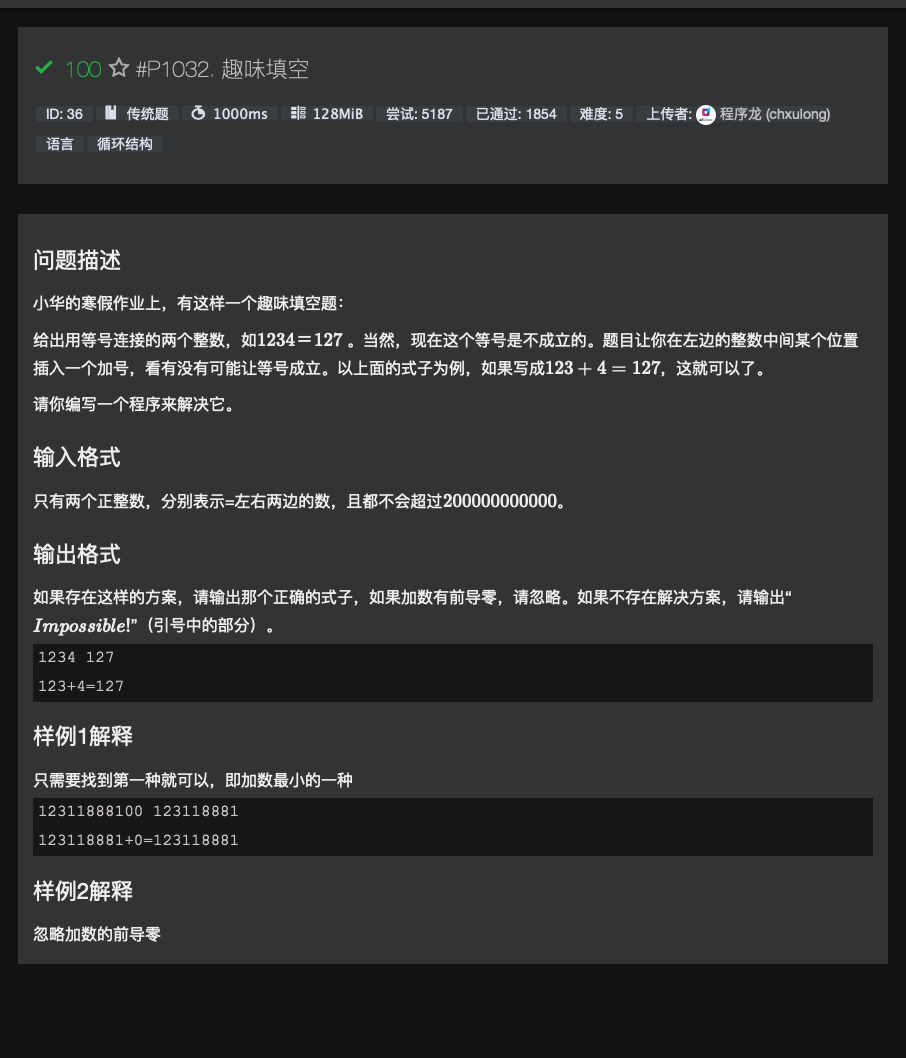 100 #P1032. 趣味填空
ID: 36 传统题 1000ms 128MiB 尝试: 5187 已通过: 1854 难度: 5 上传者: 程序龙 (chxulong)
语言 循环结构
问题描述
小华的寒假作业上，有这样一个趣味填空题：
给出用等号连接的两个整数，如1234=127 。当然，现在这个等号是不成立的。题目让你在左边的整数中间某个位置
插入一个加号，看有没有可能让等号成立。以上面的式子为例，如果写成123 + 4 = 127，这就可以了。
请你编写一个程序来解决它。
输入格式
只有两个正整数，分别表示=左右两边的数，且都不会超过200000000000。
输出格式
如果存在这样的方案，请输出那个正确的式子，如果加数有前导零，请忽略。如果不存在解决方案，请输出“
Impossible!”（引号中的部分）。
1234 127
123+4=127
样例1解释
只需要找到第一种就可以，即加数最小的一种
12311888100 123118881
123118881+0=123118881
样例2解释
忽略加数的前导零